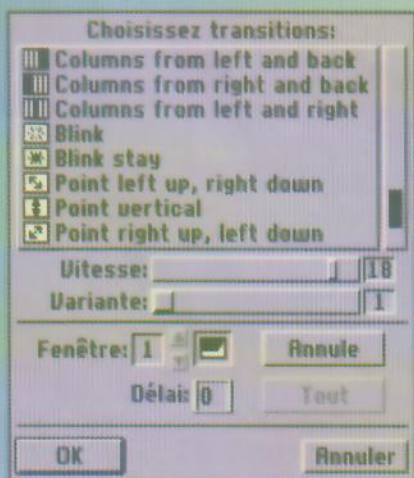 Choisissez transitions:
Columns from left and back
Columns from right and back
Columns from left and right
Blink
Blink stay
Point left up, right down
Point vertical
Point right up, left down
Vitesse: 18
Variante: 1
Fenêtre: 1 Annule
Délai: 0 Tout
OK Annuler